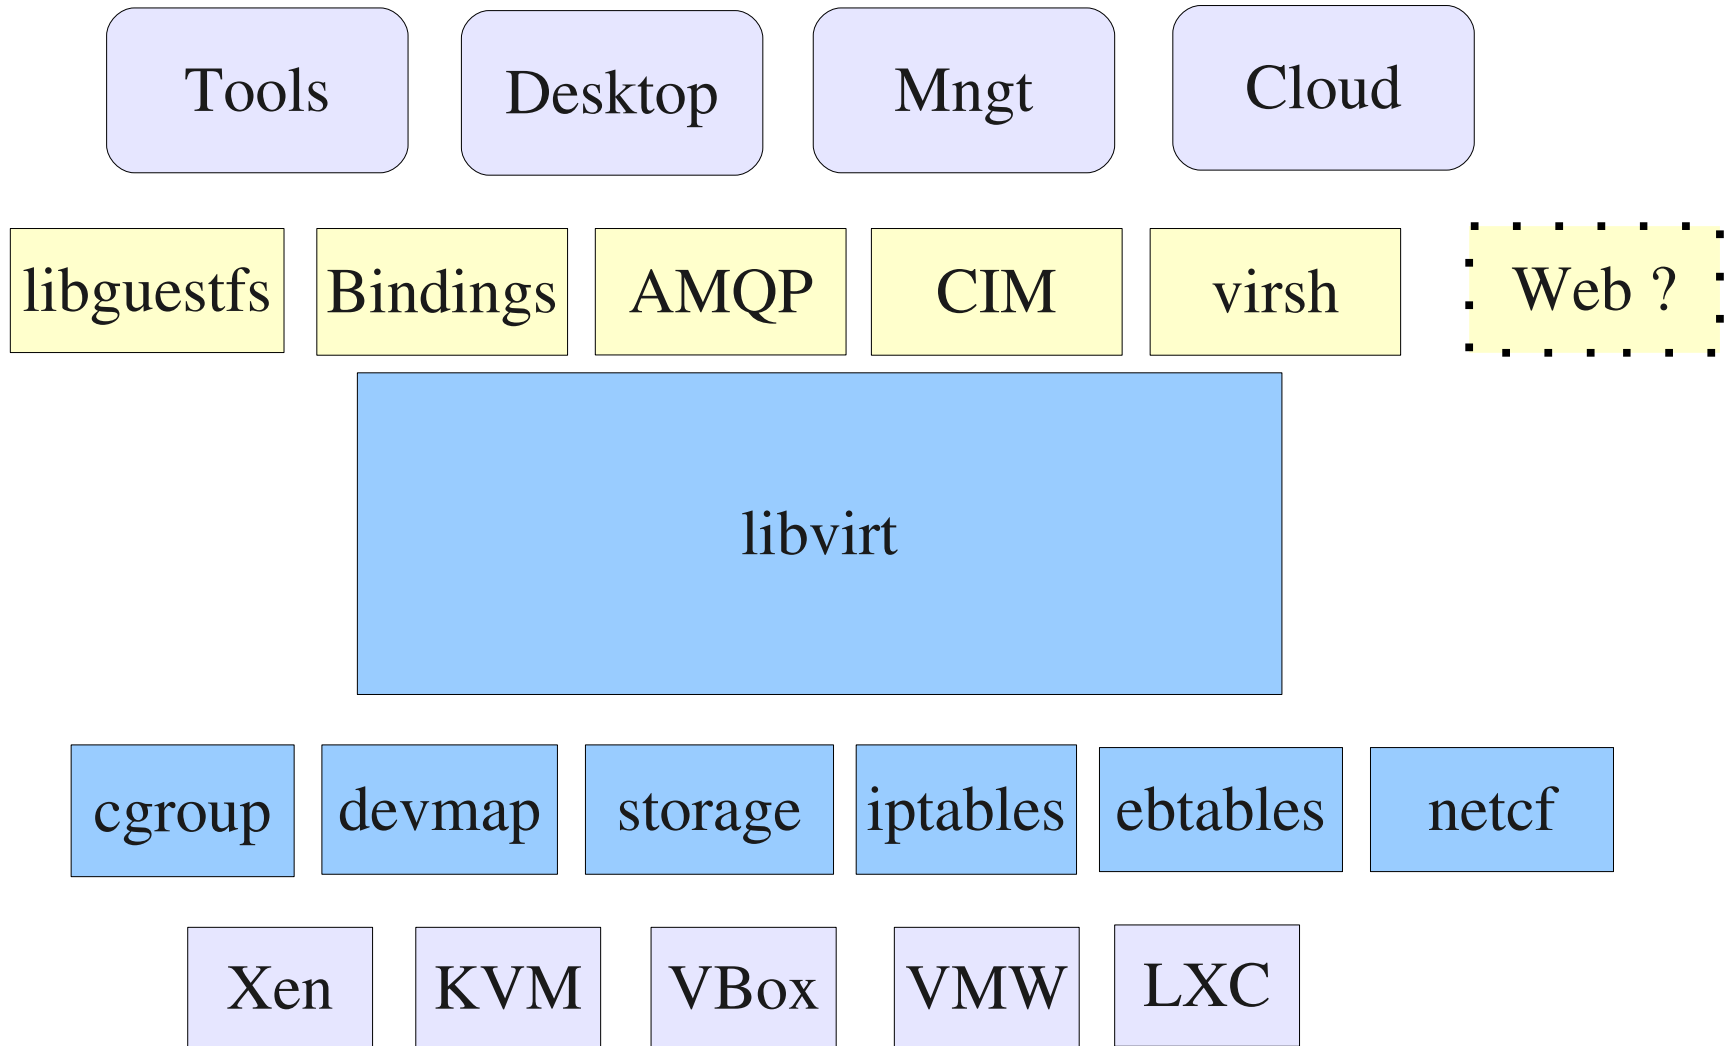 Tools
Desktop
Mngt
Cloud
libguestfs
Bindings
AMQP
CIM
virsh
Web ?
libvirt
cgroup
devmap
storage
iptables
ebtables
netcf
Xen
KVM
VBox
VMW
LXC